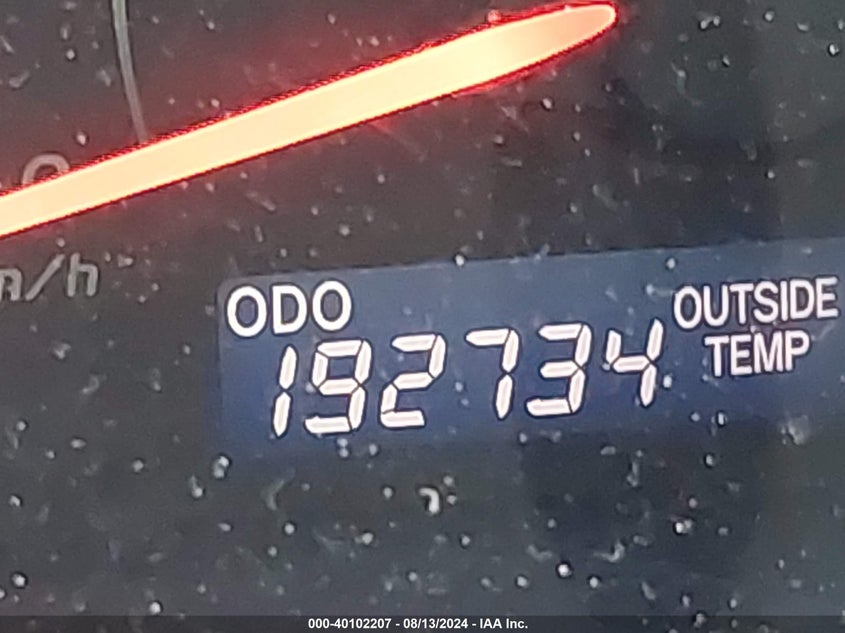 m/h
ODO
OUTSIDE
TEMP
192734
000-40102207 - 08/13/2024 - IAA Inc.